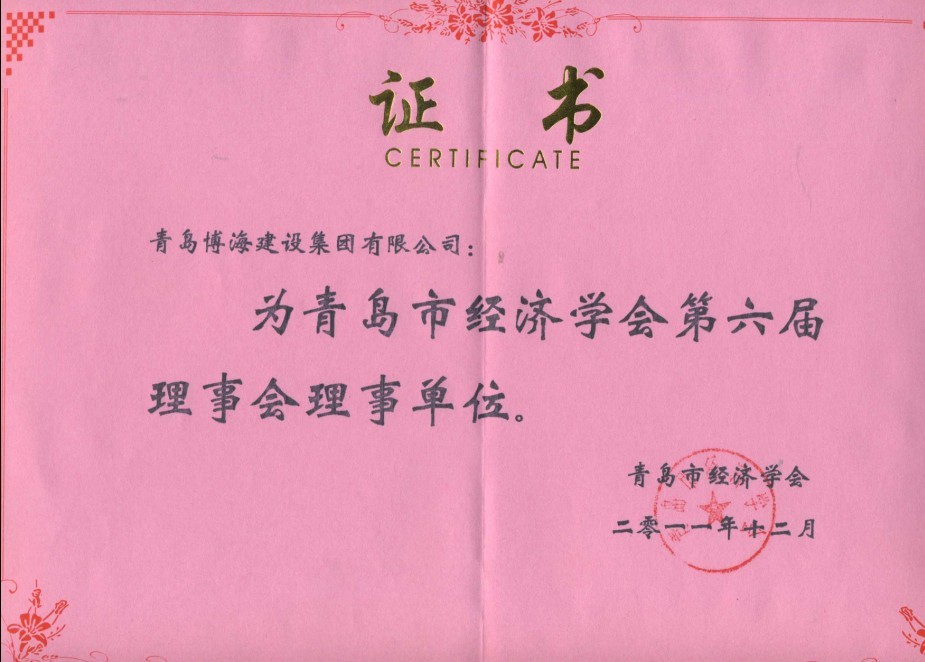 证 书
CERTIFICATE
青岛博海建设集团有限公司：
为青岛市经济学会第六届
理事会理事单位。
青岛市经济学会
二零一一年十二月